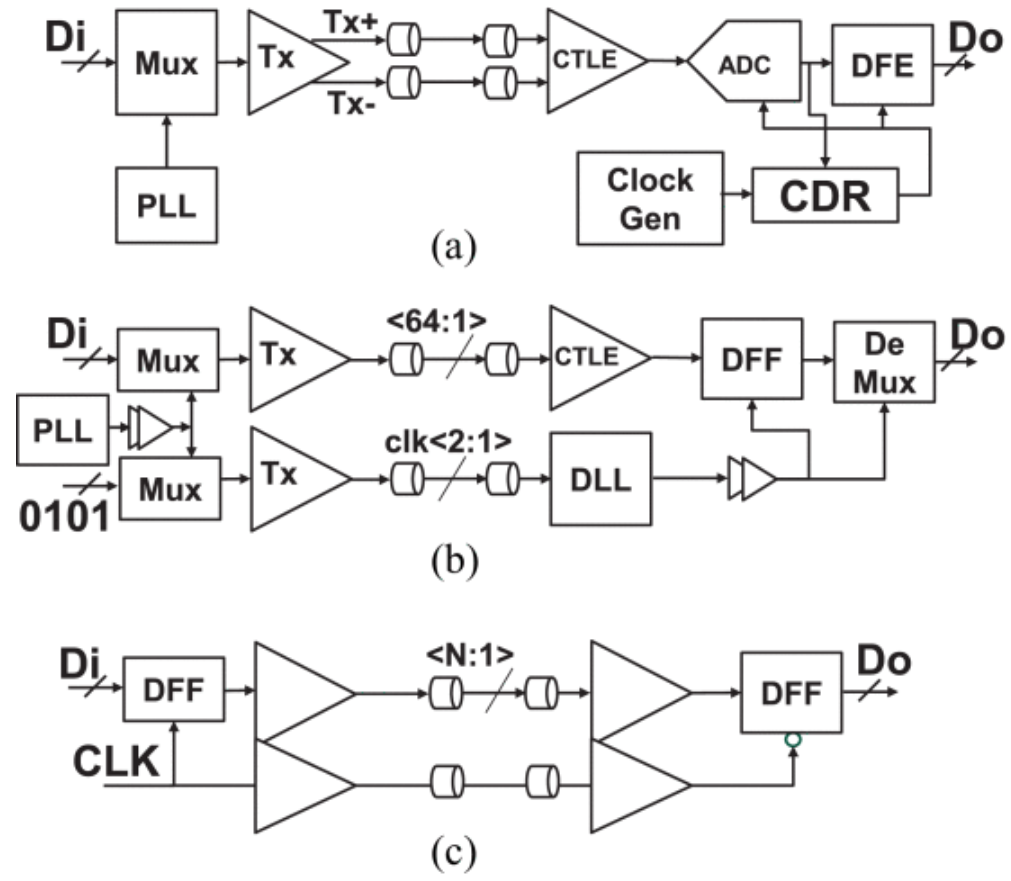 Di
Mux
Tx
Tx+
Tx-
CTLE
ADC
DFE
Do
PLL
Clock
Gen
CDR
(a)
Di
Mux
Tx
<64:1>
CTLE
DFF
De
Mux
Do
PLL
0101
Mux
Tx
clk<2:1>
DLL
(b)
Di
DFF
<N:1>
DFF
Do
CLK
(c)